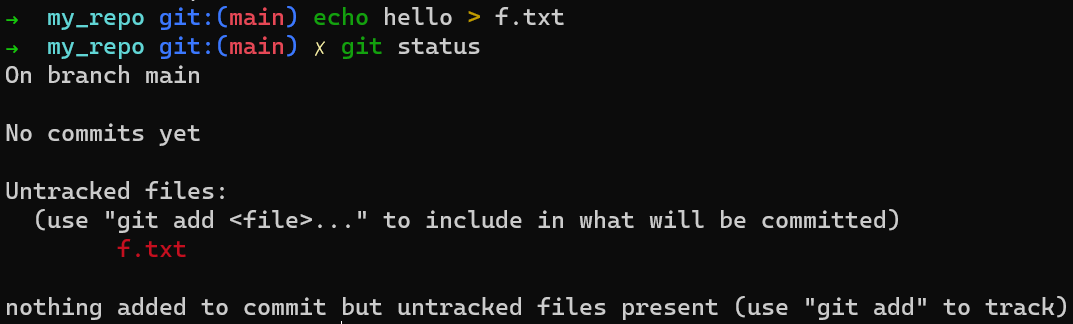 → my_repo git:(main) echo hello > f.txt
→ my_repo git:(main) ✗ git status
On branch main

No commits yet

Untracked files:
  (use "git add <file>..." to include in what will be committed)
        f.txt

nothing added to commit but untracked files present (use "git add" to track)